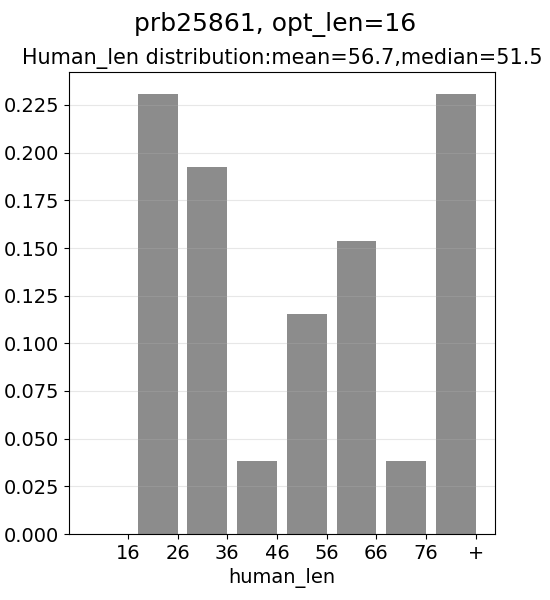 prb25861, opt_len=16
Human_len distribution:mean=56.7,median=51.5
0.225
0.200
0.175
0.150
0.125
0.100
0.075
0.050
0.025
0.000
16 26 36 46 56 66 76 +
human_len